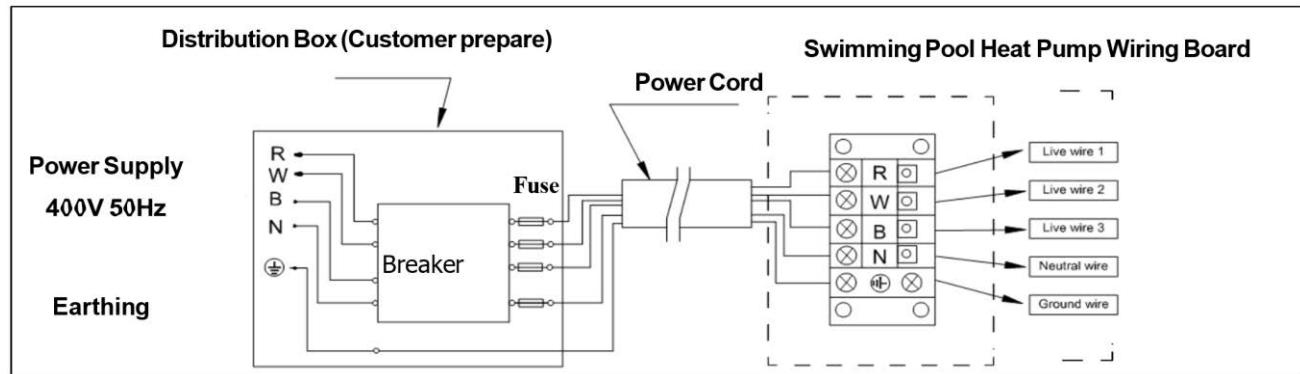 Distribution Box (Customer prepare)
Swimming Pool Heat Pump Wiring Board
Power Cord
Power Supply
400V 50Hz
Earthing
R
W
B
N
Fuse
Breaker
R
W
B
N
Live wire 1
Live wire 2
Live wire 3
Neutral wire
Ground wire